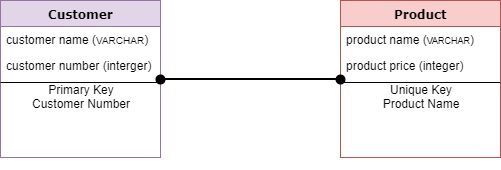 Customer
customer name (VARCHAR)
customer number (interger)
Primary Key
Customer Number
Product
product name (VARCHAR)
product price (integer)
Unique Key
Product Name